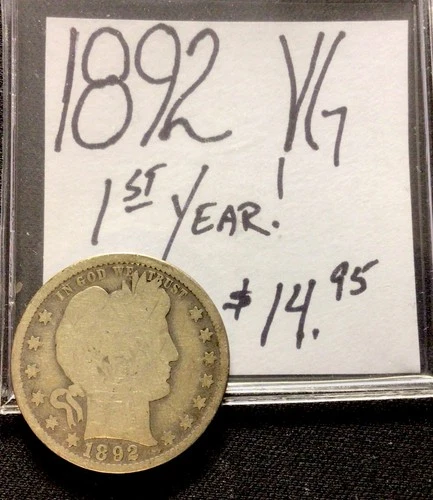 1892 VG
1ST YEAR.
$14.95
IN GOD WE TRUST
1892